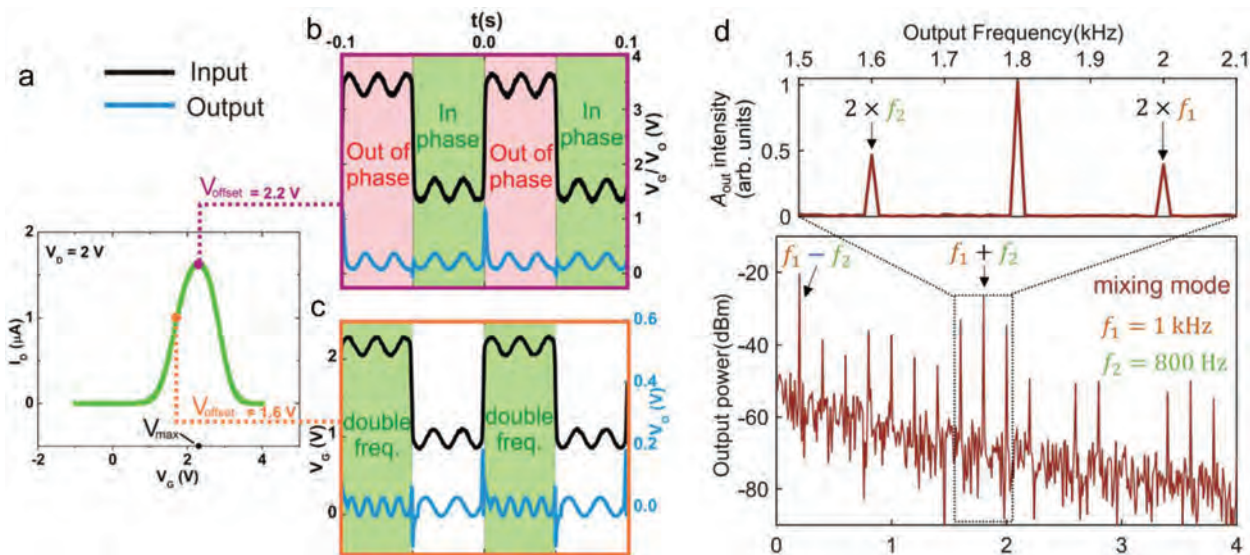 a
Input
Output
V_offset = 2.2 V
V_D = 2V
I_D (μA)
2
1
0
V_offset = 1.6 V
V_max
-2 0 2 4
V_G (V)
b
t(s)
-0.1 0.0 0.1
Out of phase
In phase
Out of phase
In phase
4
3
2
1
0
V_G/V_D (V)
c
2
1
0
V_G (V)
double freq.
double freq.
0.6
0.4
0.2
0.0
V_D (V)
d
Output Frequency(kHz)
1.5 1.6 1.7 1.8 1.9 2 2.1
A_out intensity
(arb. units)
1
0.5
0
2 × f₂
2 × f₁
Output power(dBm)
-20
-40
-60
-80
f₁ − f₂
f₁ + f₂
mixing mode
f₁ = 1 kHz
f₂ = 800 Hz
0 1 2 3 4